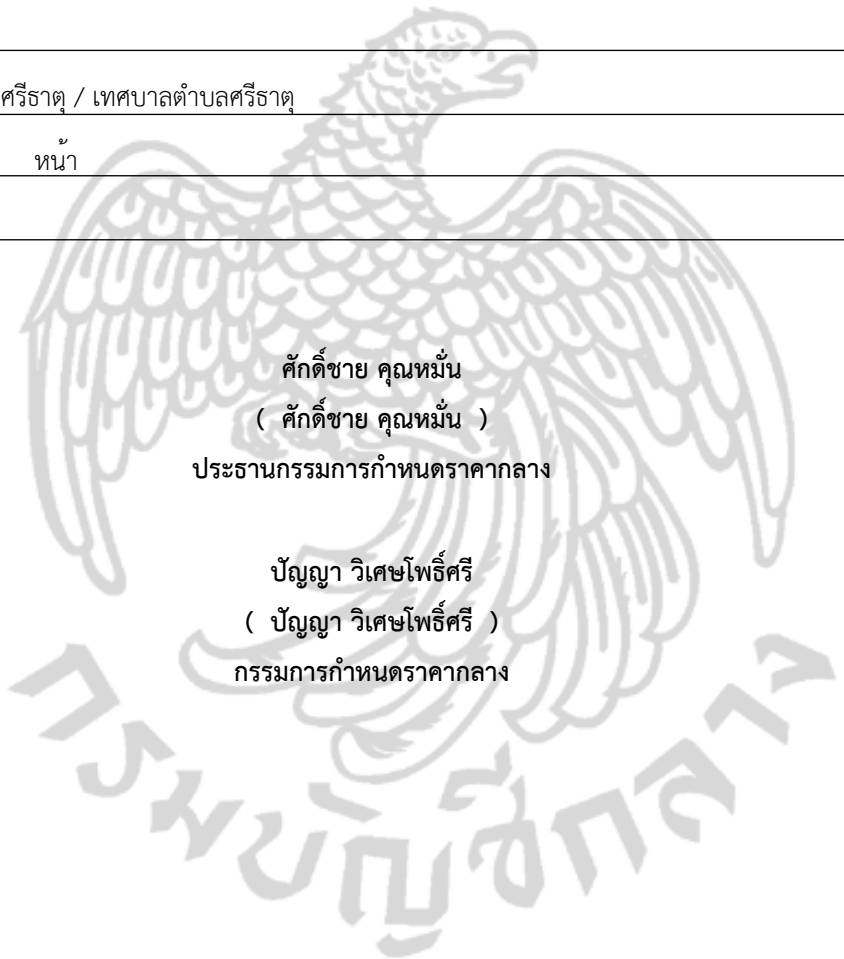 ศรีธาตุ / เทศบาลตำบลศรีธาตุ
หน้า
ศักดิ์ชาย คุณหมั่น
( ศักดิ์ชาย คุณหมั่น )
ประธานกรรมการกำหนดราคากลาง
ปัญญา วิเศษโพธิ์ศรี
( ปัญญา วิเศษโพธิ์ศรี )
กรรมการกำหนดราคากลาง
กรมบัญชีกลาง